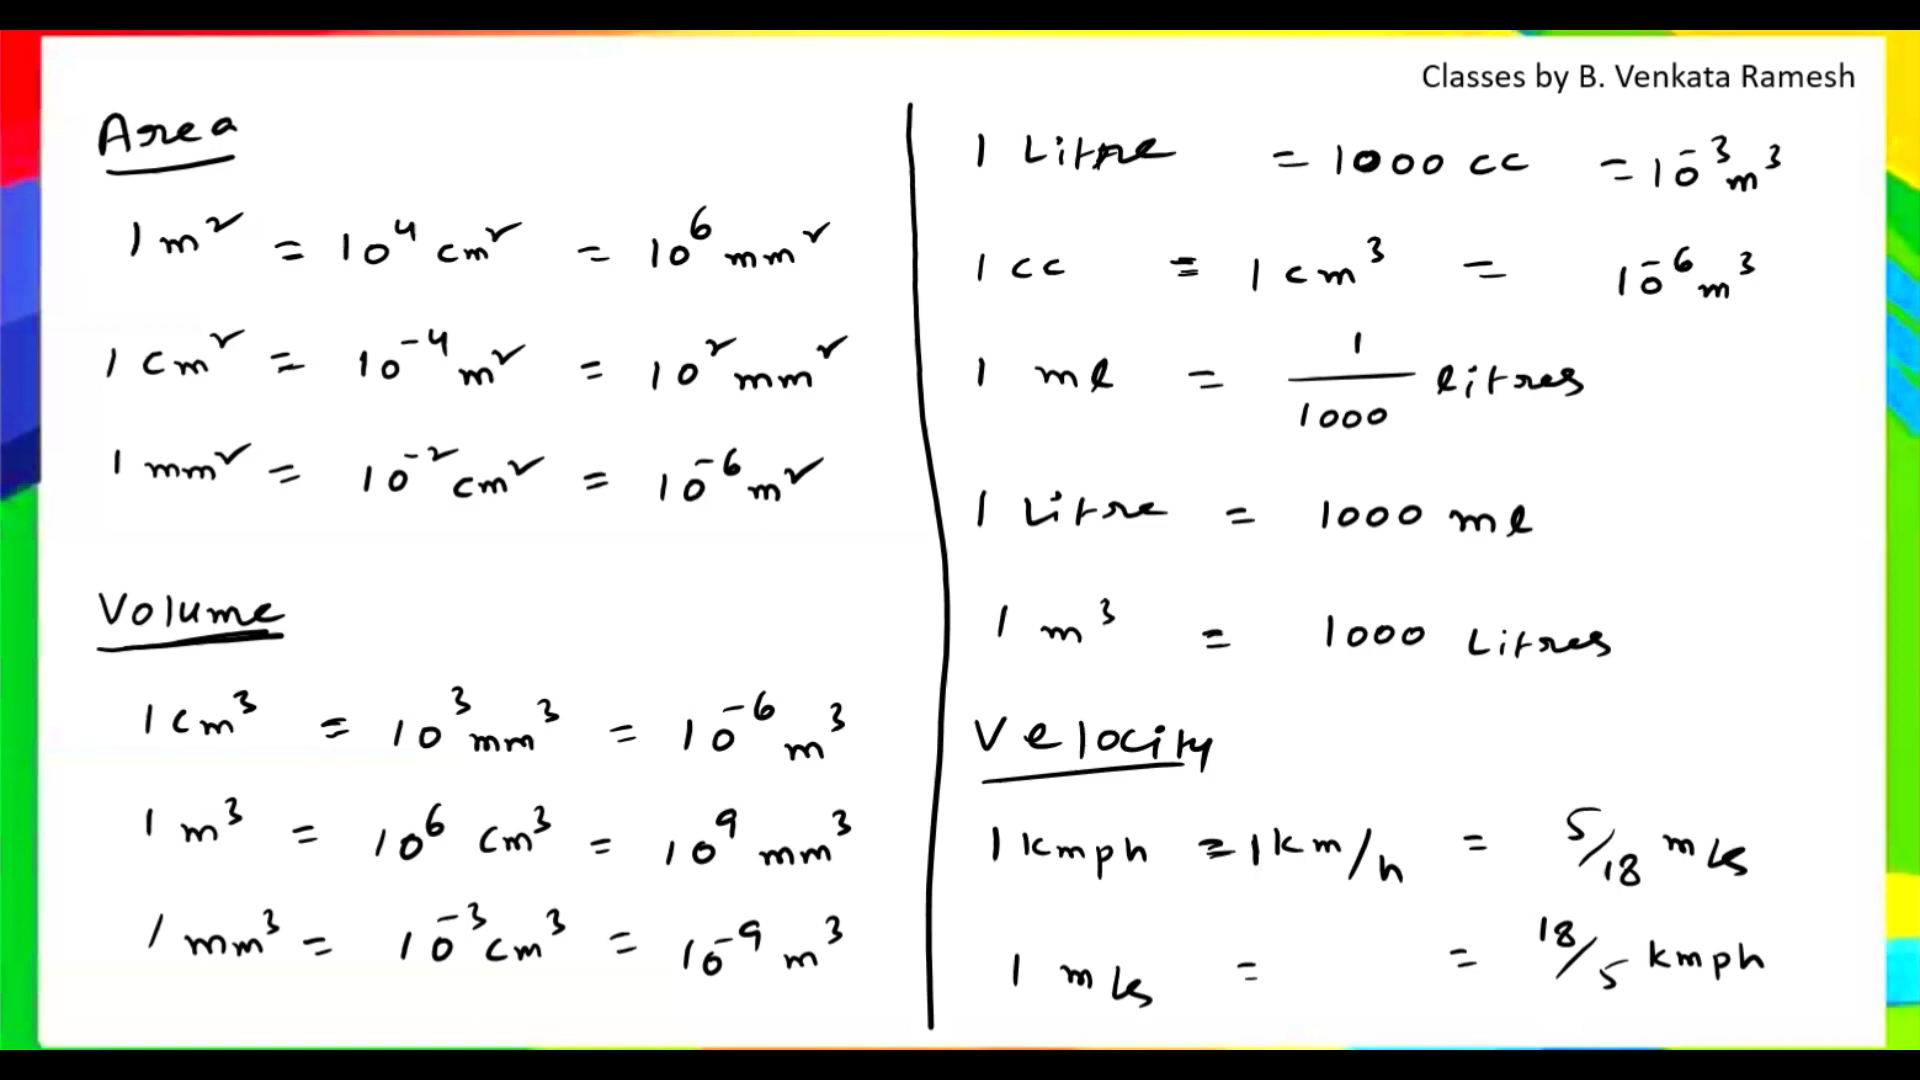 Classes by B. Venkata Ramesh
Area
1 m² = 10⁴ cm² = 10⁶ mm²
1 cm² = 10⁻⁴ m² = 10² mm²
1 mm² = 10⁻² cm² = 10⁻⁶ m²
Volume
1 cm³ = 10³ mm³ = 10⁻⁶ m³
1 m³ = 10⁶ cm³ = 10⁹ mm³
1 mm³ = 10⁻³ cm³ = 10⁻⁹ m³
1 Litre = 1000 cc = 10⁻³ m³
1 cc = 1 cm³ = 10⁻⁶ m³
1 ml = 1/1000 litres
1 Litre = 1000 ml
1 m³ = 1000 Litres
Velocity
1 kmph = 1 km/h = 5/18 m/s
1 m/s = = 18/5 kmph